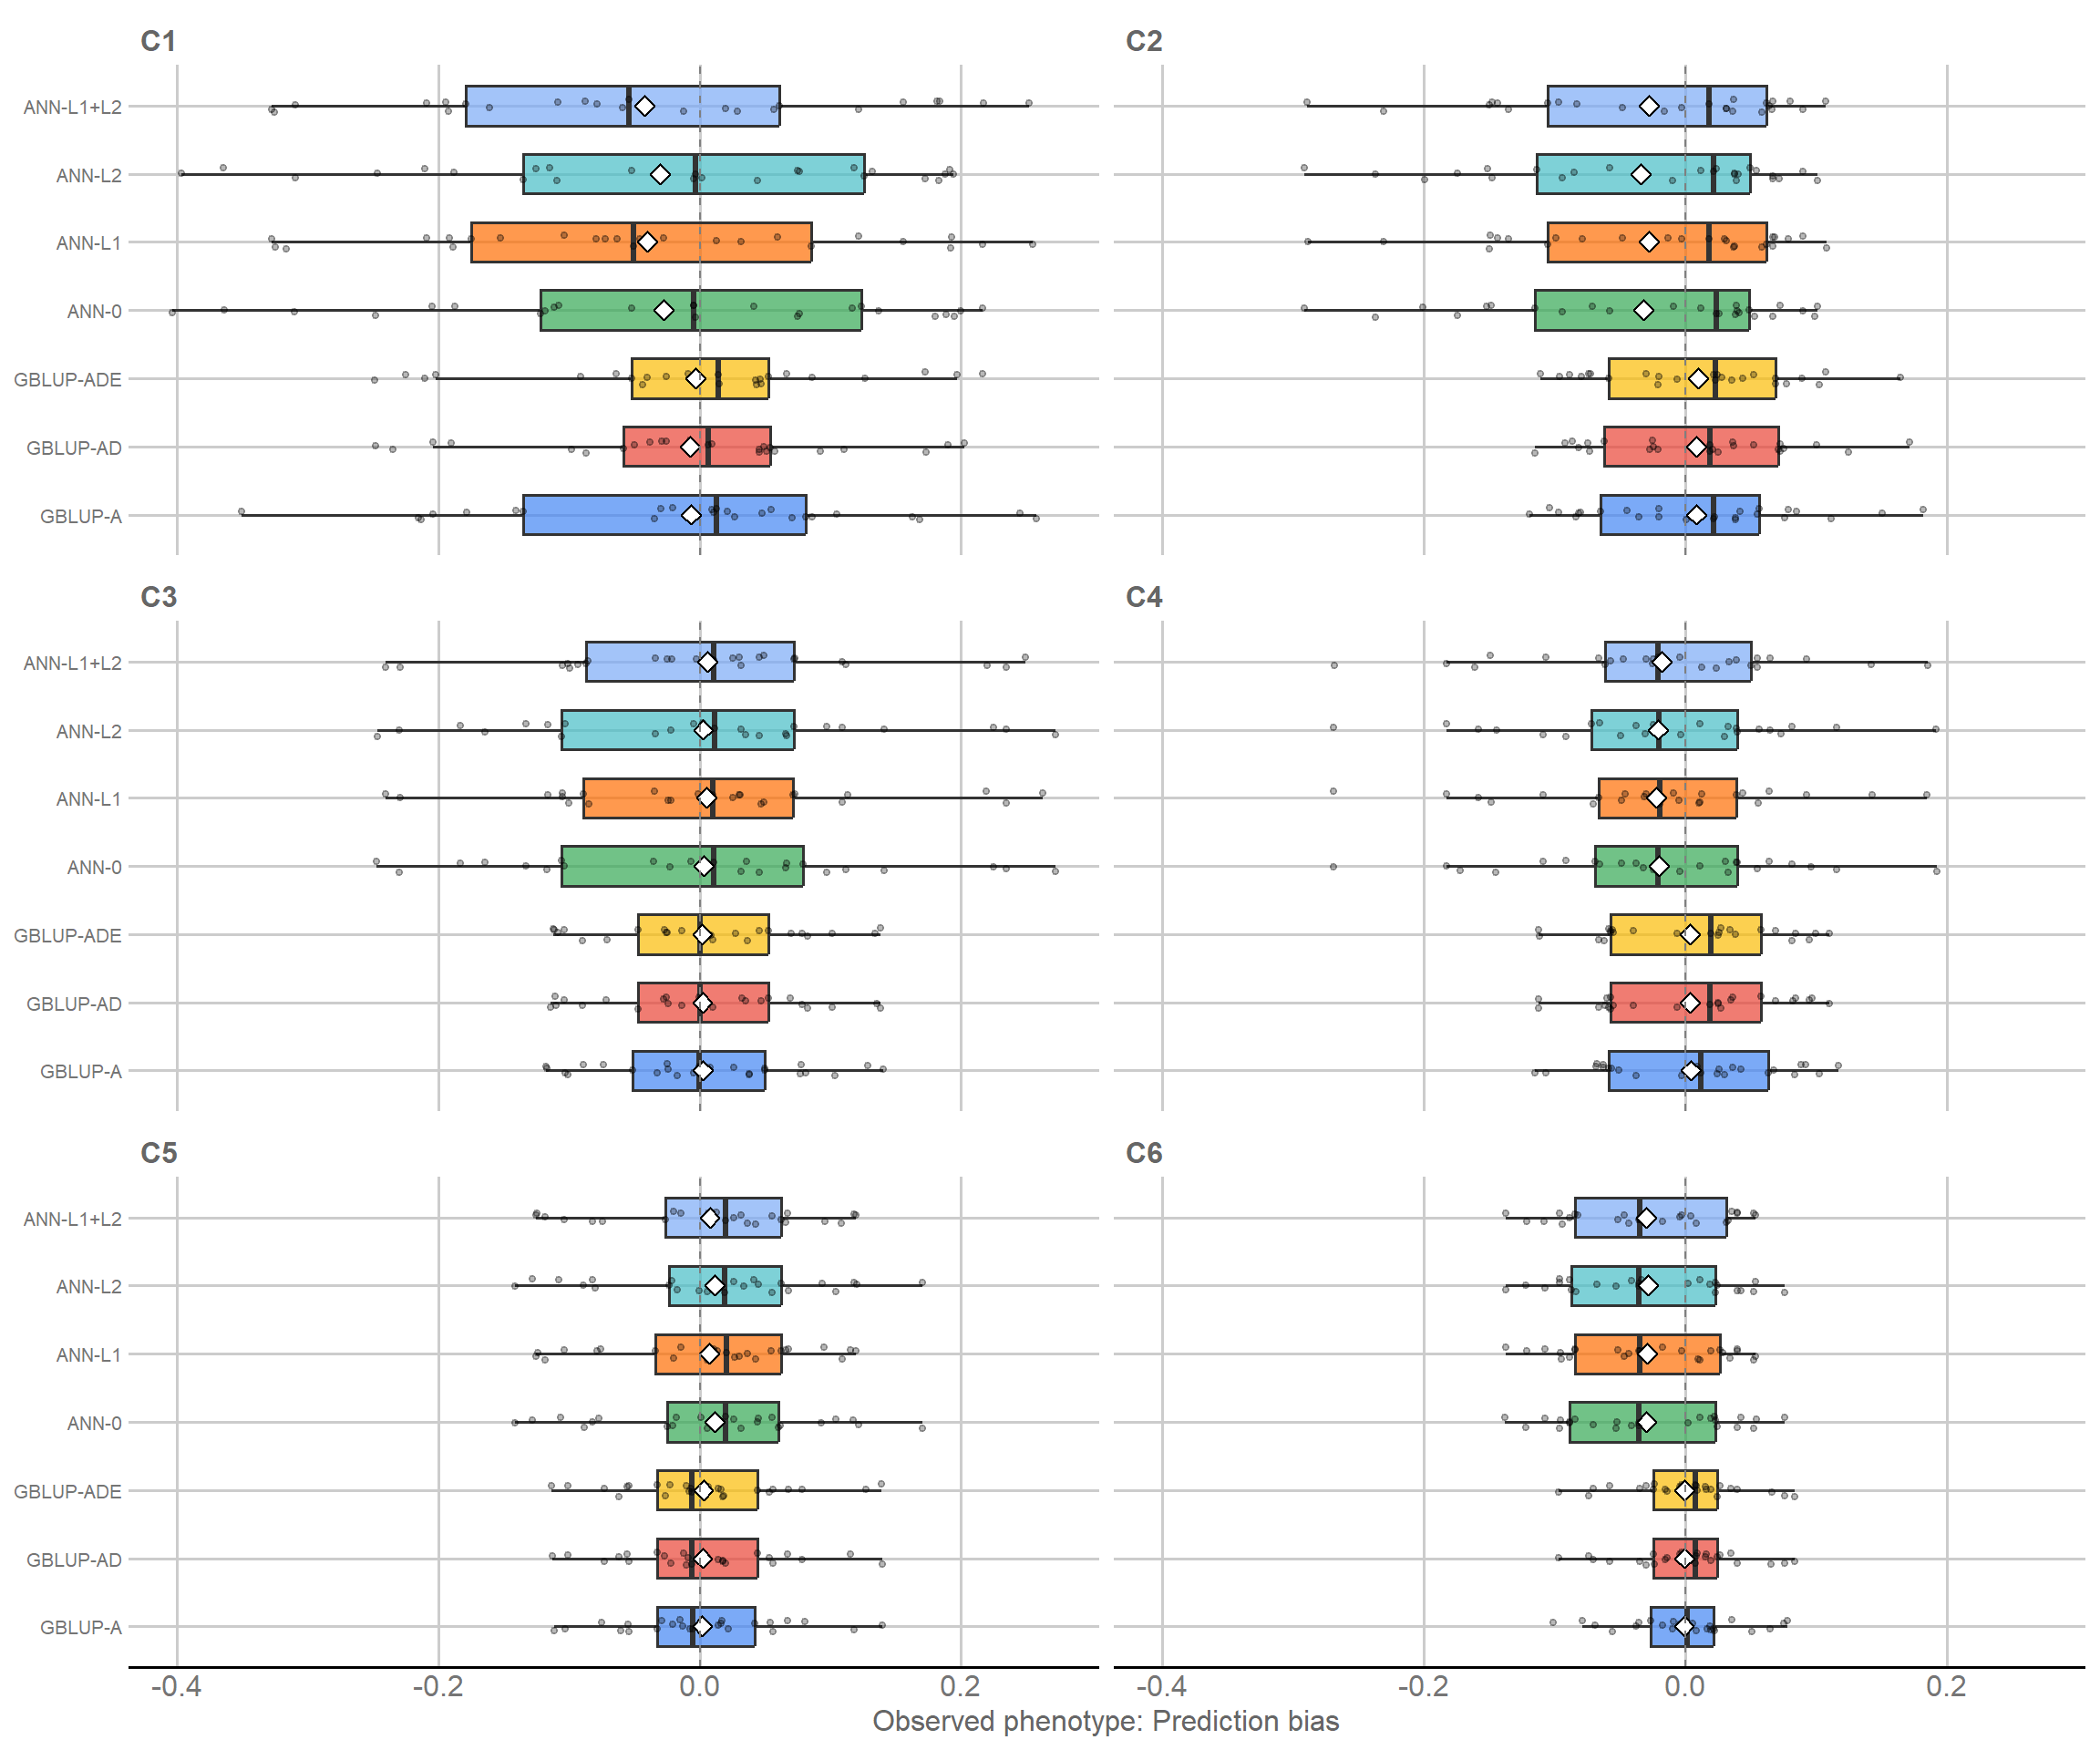 C1
C2
ANN-L1+L2
ANN-L2
ANN-L1
ANN-0
GBLUP-ADE
GBLUP-AD
GBLUP-A
C3
C4
ANN-L1+L2
ANN-L2
ANN-L1
ANN-0
GBLUP-ADE
GBLUP-AD
GBLUP-A
C5
C6
ANN-L1+L2
ANN-L2
ANN-L1
ANN-0
GBLUP-ADE
GBLUP-AD
GBLUP-A
-0.4 -0.2 0.0 0.2 -0.4 -0.2 0.0 0.2
Observed phenotype: Prediction bias